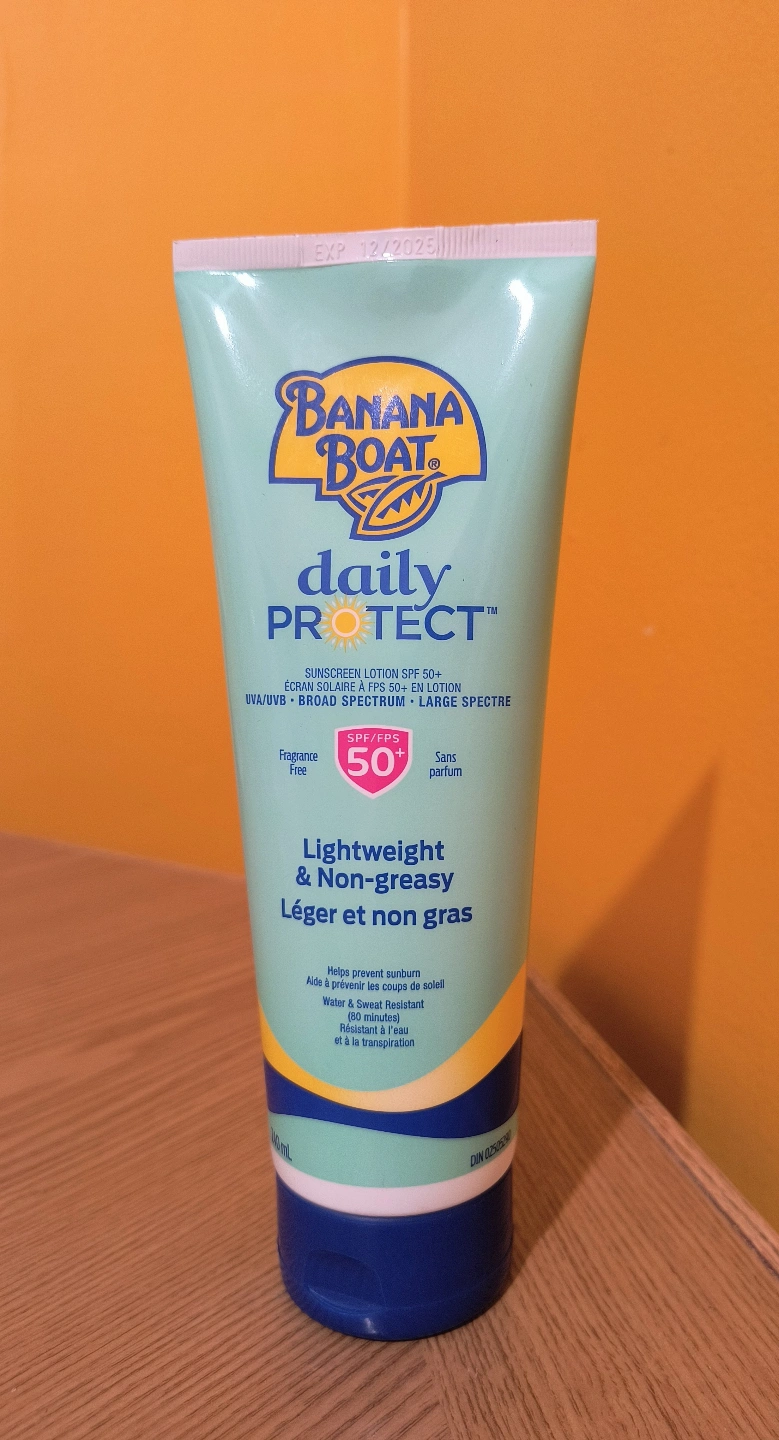 EXP 12/2025
BANANA
BOAT®
daily
PROTECT™
SUNSCREEN LOTION SPF 50+
ÉCRAN SOLAIRE À FPS 50+ EN LOTION
UVA/UVB • BROAD SPECTRUM • LARGE SPECTRE
SPF/FPS
50+
Fragrance
Free
Sans
parfum
Lightweight
& Non-greasy
Léger et non gras
Helps prevent sunburn
Aide à prévenir les coups de soleil
Water & Sweat Resistant
(80 minutes)
Résistant à l'eau
et à la transpiration
mL
DIN